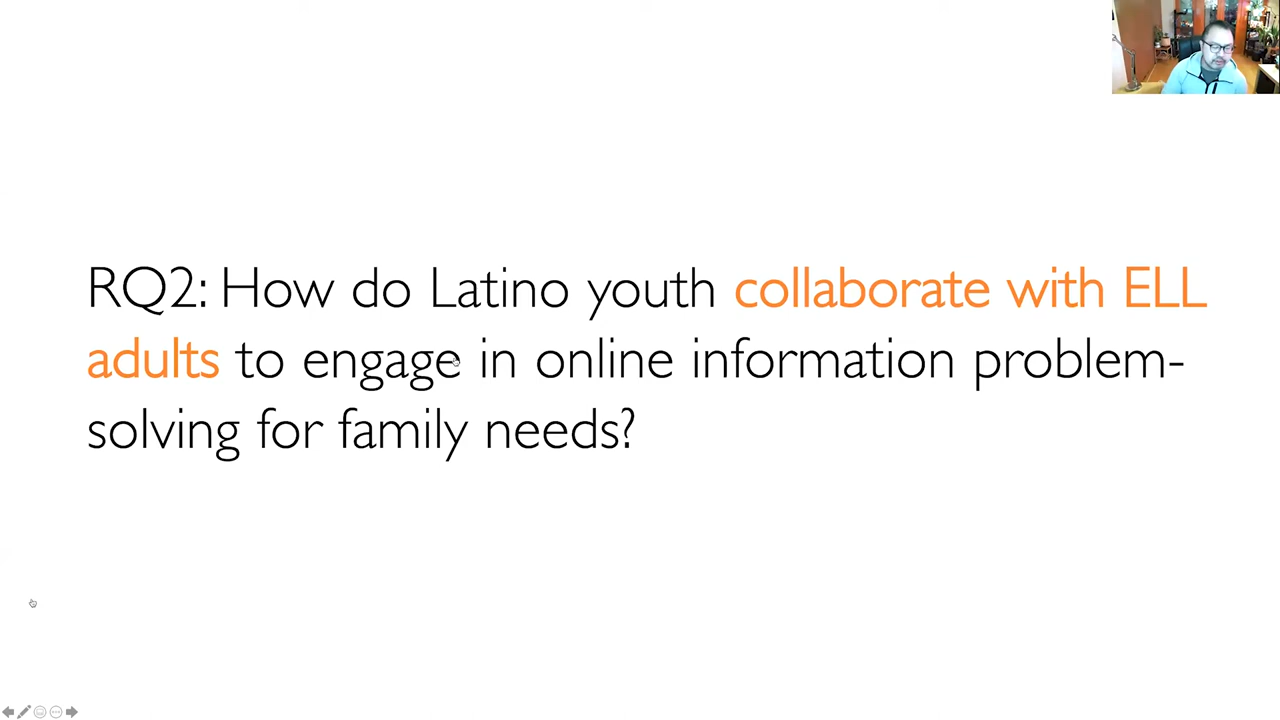 RQ2: How do Latino youth collaborate with ELL
adults to engage in online information problem-
solving for family needs?